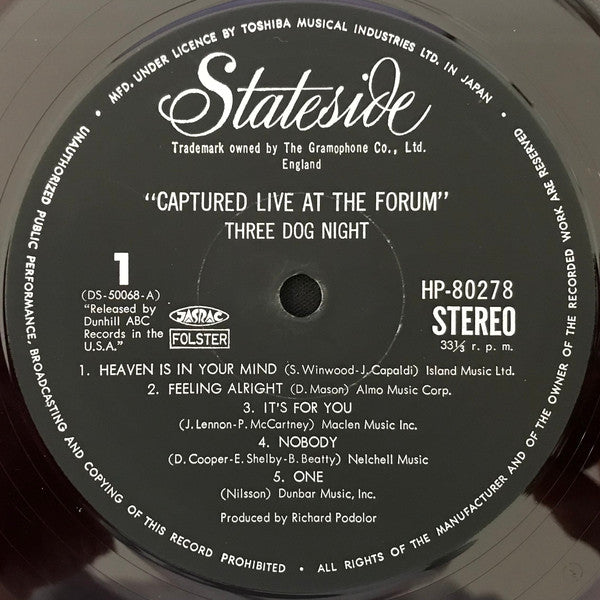 • MFD. UNDER LICENCE BY TOSHIBA MUSICAL INDUSTRIES LTD. IN JAPAN •
Stateside
Trademark owned by The Gramophone Co., Ltd.
England
"CAPTURED LIVE AT THE FORUM"
THREE DOG NIGHT
1
(DS-50068-A)
"Released by
Dunhill ABC
Records in the
U.S.A."
JASRAC
FOLSTER
HP-80278
STEREO
33⅓ r. p. m.
1. HEAVEN IS IN YOUR MIND (S. Winwood-J. Capaldi) Island Music Ltd.
2. FEELING ALRIGHT (D. Mason) Almo Music Corp.
3. IT'S FOR YOU
(J. Lennon-P. McCartney) Maclen Music Inc.
4. NOBODY
(D. Cooper-E. Shelby-B. Beatty) Nelchell Music
5. ONE
(Nilsson) Dunbar Music, Inc.
Produced by Richard Podolor
UNAUTHORIZED PUBLIC PERFORMANCE, BROADCASTING AND COPYING OF THIS RECORD PROHIBITED • ALL RIGHTS OF THE MANUFACTURER AND OF THE OWNER OF THE RECORDED WORK ARE RESERVED